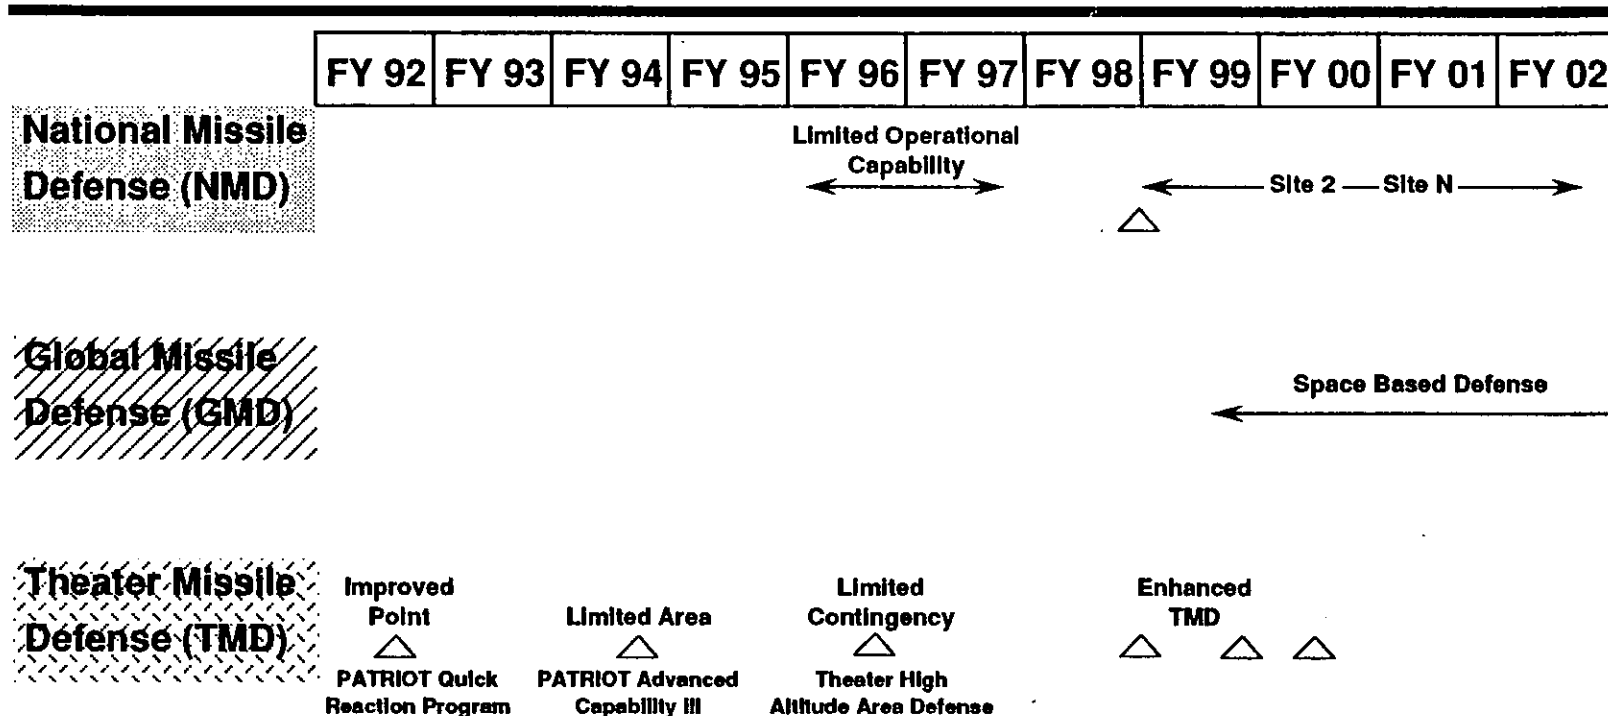 FY 92 FY 93 FY 94 FY 95 FY 96 FY 97 FY 98 FY 99 FY 00 FY 01 FY 02
National Missile
Defense (NMD)
Limited Operational
Capability
Site 2 — Site N
Global Missile
Defense (GMD)
Space Based Defense
Theater Missile
Defense (TMD)
Improved
Point
PATRIOT Quick
Reaction Program
Limited Area
PATRIOT Advanced
Capability III
Limited
Contingency
Theater High
Altitude Area Defense
Enhanced
TMD